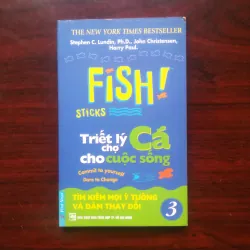 THE NEW YORK TIMES BESTSELLER
Stephen C. Lundin, Ph.D., John Christensen,
Harry Paul
FiSH!
STICKS
Triết lý chợ Cá
cho cuộc sống
Commit to yourself
Dare to Change
TÌM KIẾM MỌI Ý TƯỞNG
VÀ DÁM THAY ĐỔI
3